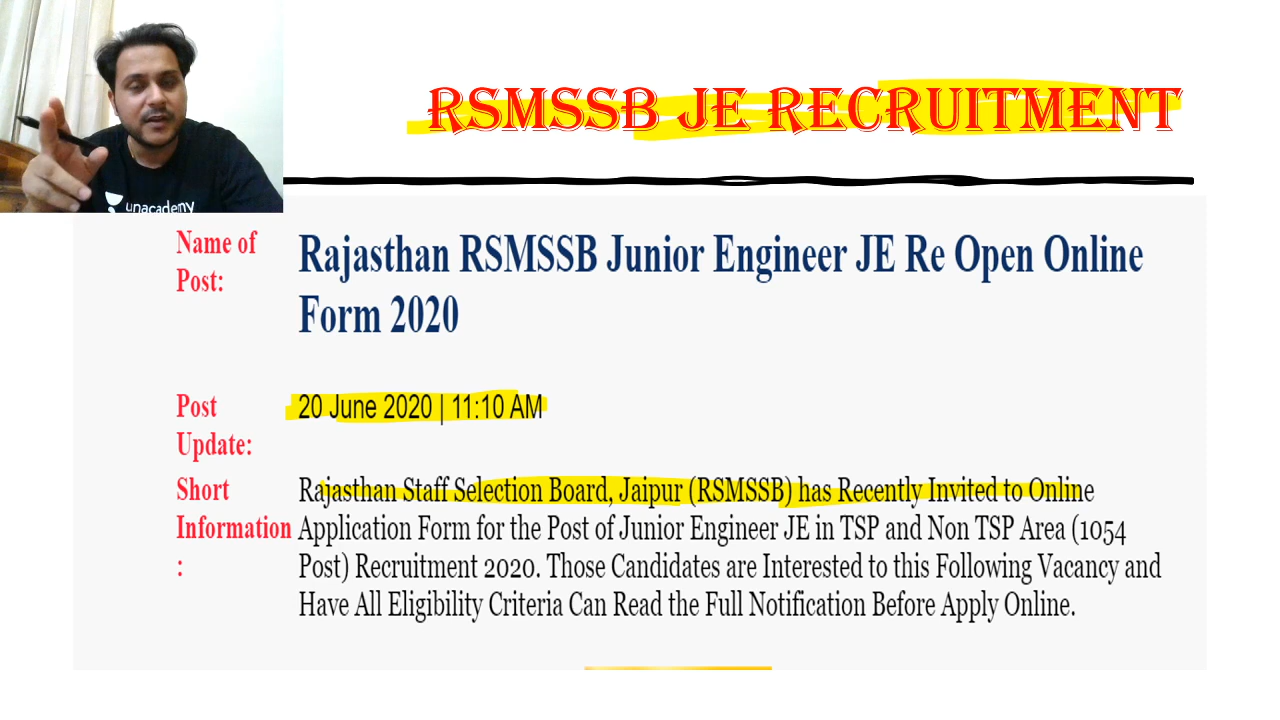 RSMSSB JE RECRUITMENT
unacademy
Name of
Post:
Rajasthan RSMSSB Junior Engineer JE Re Open Online
Form 2020
Post
Update:
20 June 2020 | 11:10 AM
Short
Information
:
Rajasthan Staff Selection Board, Jaipur (RSMSSB) has Recently Invited to Online
Application Form for the Post of Junior Engineer JE in TSP and Non TSP Area (1054
Post) Recruitment 2020. Those Candidates are Interested to this Following Vacancy and
Have All Eligibility Criteria Can Read the Full Notification Before Apply Online.